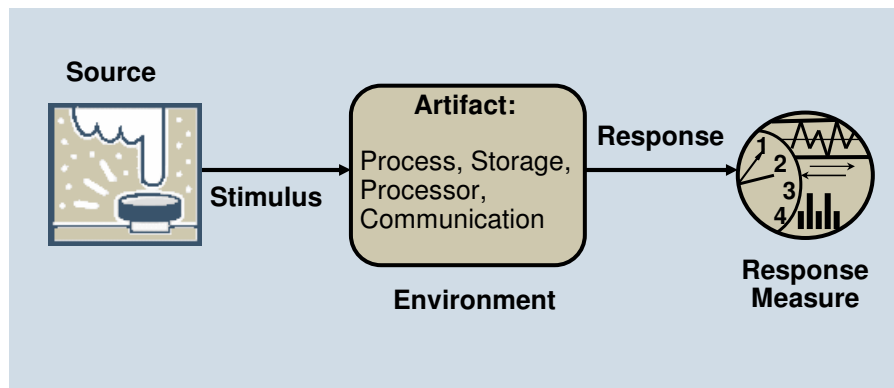 Source
Stimulus
Artifact:
Process, Storage,
Processor,
Communication
Environment
Response
1
2
3
4
Response
Measure